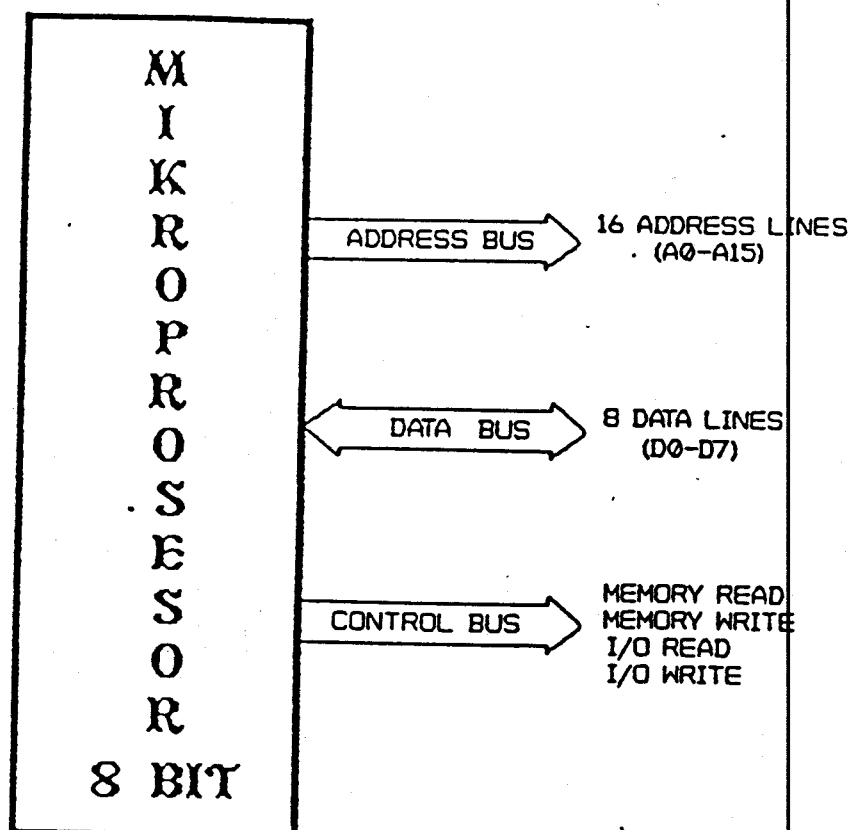 MIKROPROSESOR
8 BIT
ADDRESS BUS
16 ADDRESS LINES
(A0-A15)
DATA BUS
8 DATA LINES
(D0-D7)
CONTROL BUS
MEMORY READ
MEMORY WRITE
I/O READ
I/O WRITE